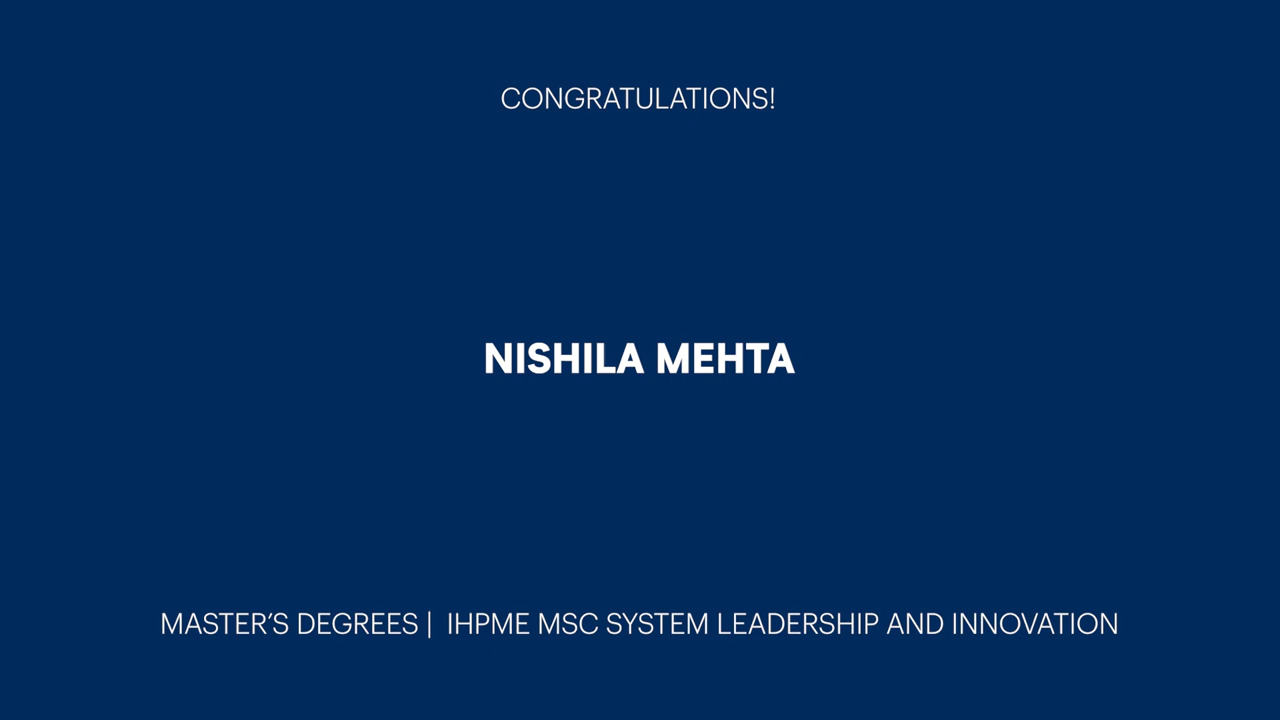 CONGRATULATIONS!
NISHILA MEHTA
MASTER’S DEGREES | IHPME MSC SYSTEM LEADERSHIP AND INNOVATION